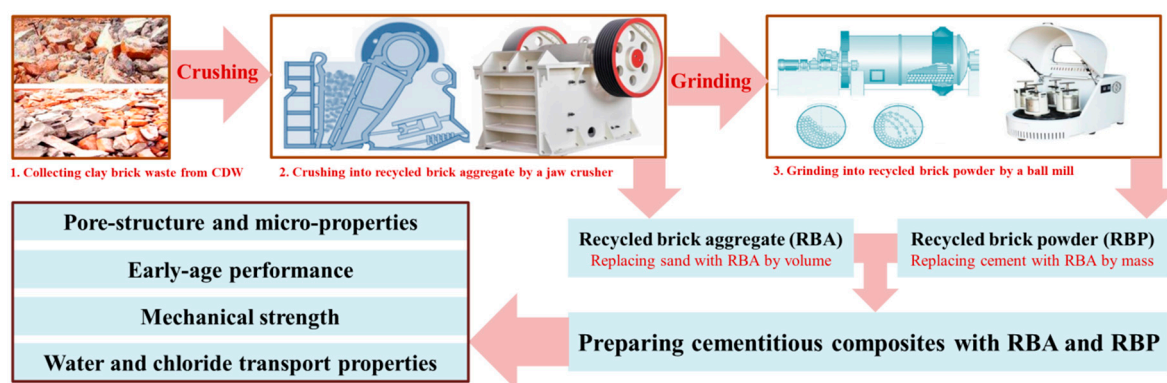 Crushing
Grinding
1. Collecting clay brick waste from CDW
2. Crushing into recycled brick aggregate by a jaw crusher
3. Grinding into recycled brick powder by a ball mill
Recycled brick aggregate (RBA)
Replacing sand with RBA by volume
Recycled brick powder (RBP)
Replacing cement with RBA by mass
Preparing cementitious composites with RBA and RBP
Pore-structure and micro-properties
Early-age performance
Mechanical strength
Water and chloride transport properties